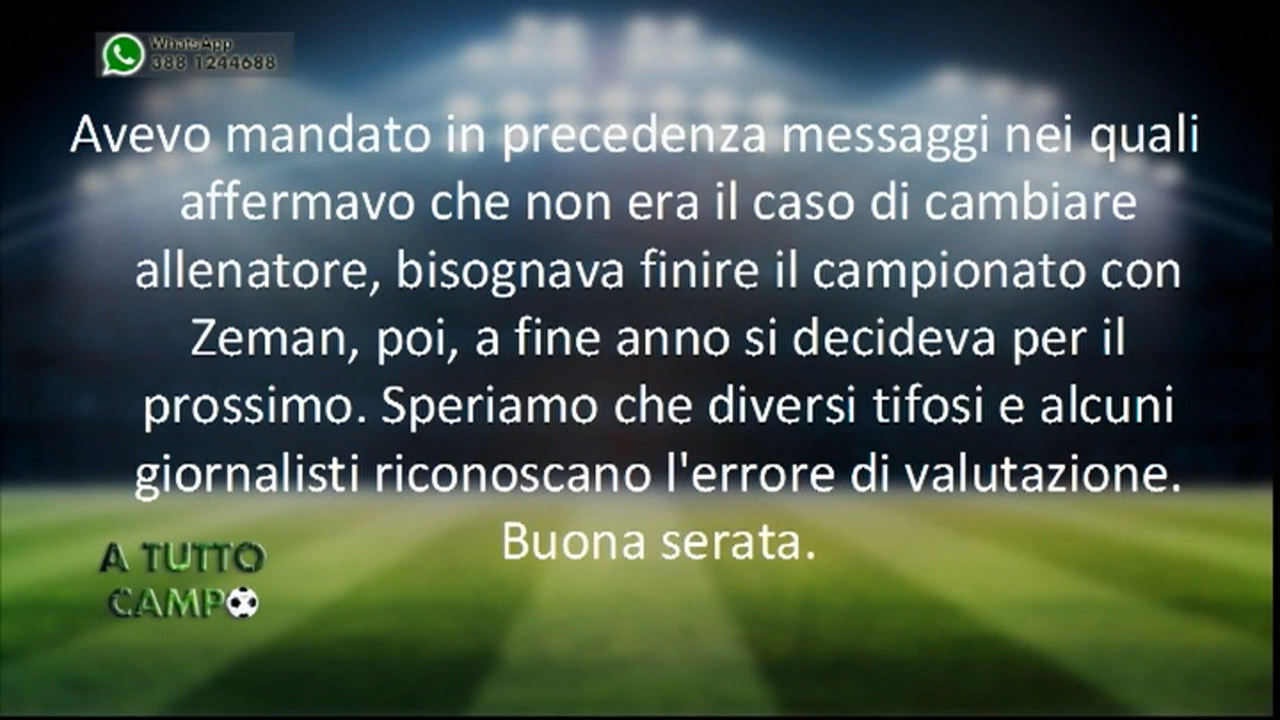 WhatsApp
388 1244688
Avevo mandato in precedenza messaggi nei quali
affermavo che non era il caso di cambiare
allenatore, bisognava finire il campionato con
Zeman, poi, a fine anno si decideva per il
prossimo. Speriamo che diversi tifosi e alcuni
giornalisti riconoscano l'errore di valutazione.
Buona serata.
A TUTTO
CAMPO